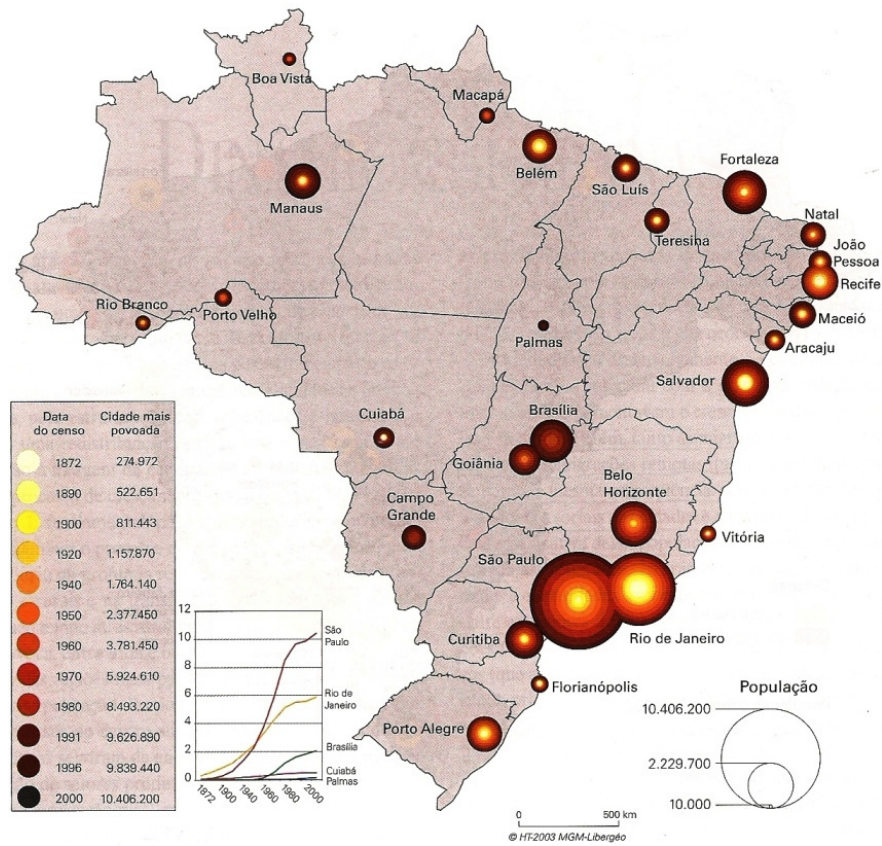 Boa Vista
Macapá
Belém
São Luís
Fortaleza
Manaus
Teresina
Natal
João
Pessoa
Recife
Rio Branco
Porto Velho
Palmas
Maceió
Aracaju
Salvador
Cuiabá
Brasília
Goiânia
Belo
Horizonte
Campo
Grande
Vitória
São Paulo
Rio de Janeiro
Curitiba
Florianópolis
Porto Alegre
Data
do censo
Cidade mais
povoada
1872 274.972
1890 522.651
1900 811.443
1920 1.157.870
1940 1.764.140
1950 2.377.450
1960 3.781.450
1970 5.924.610
1980 8.493.220
1991 9.626.890
1996 9.839.440
2000 10.406.200
12
10
8
6
4
2
0
São
Paulo
Rio de
Janeiro
Brasília
Cuiabá
Palmas
1872
1900
1920
1940
1960
1980
2000
População
10.406.200
2.229.700
10.000
0 500 km
© HT-2003 MGM-Libergéo